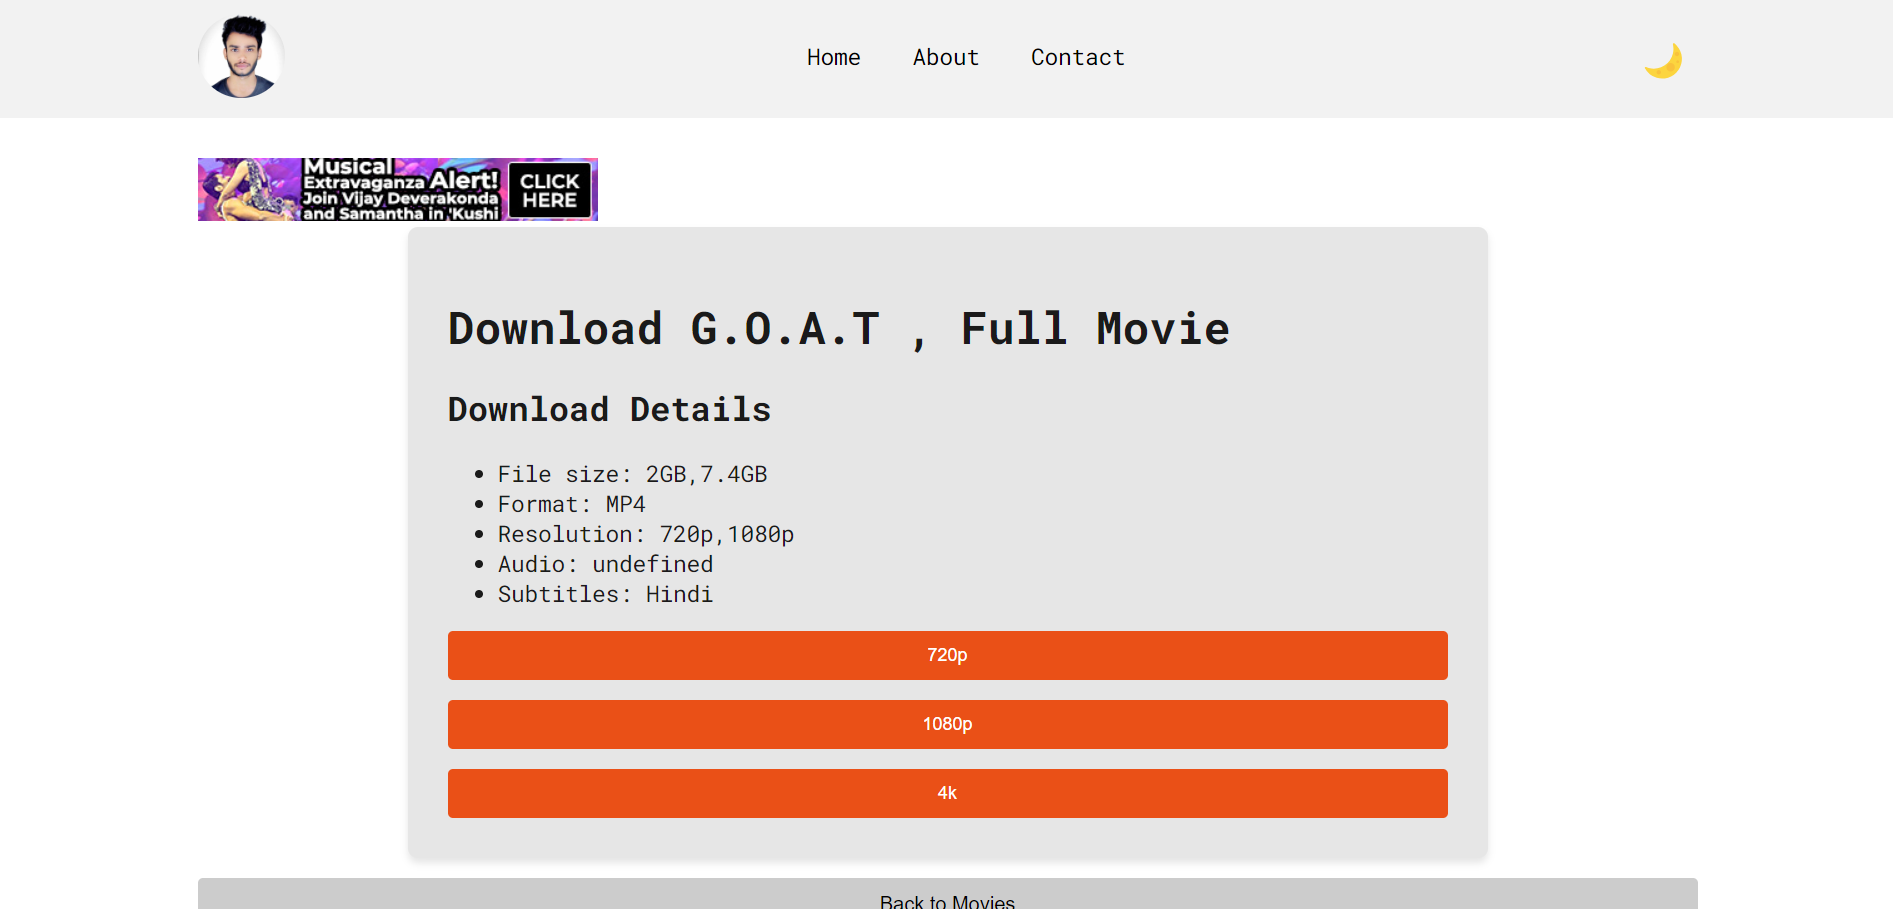 Home About Contact
Musical
Extravaganza Alert!
Join Vijay Deverakonda
and Samantha in 'Kushi
CLICK
HERE
Download G.O.A.T , Full Movie
Download Details
File size: 2GB,7.4GB
Format: MP4
Resolution: 720p,1080p
Audio: undefined
Subtitles: Hindi
720p
1080p
4k
Back to Movies